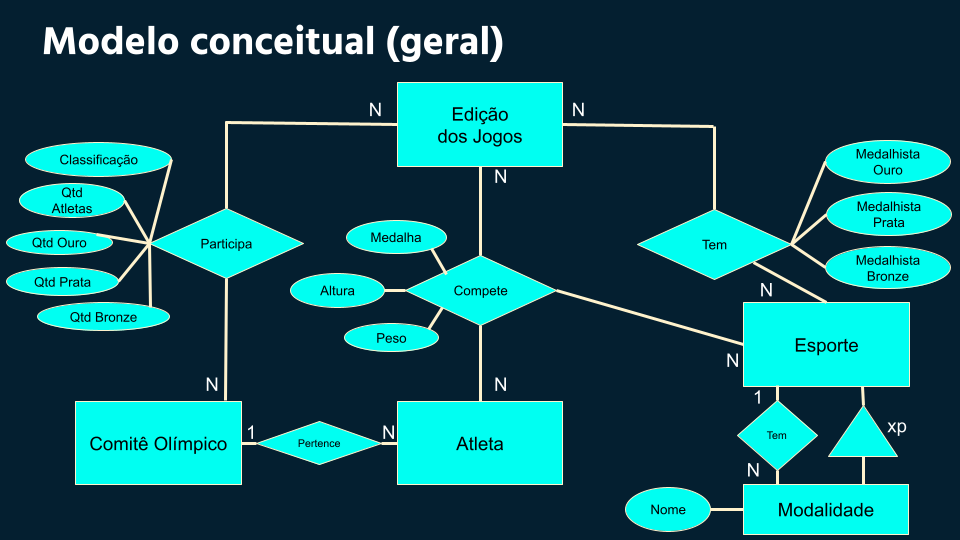 Modelo conceitual (geral)
Edição
dos Jogos
N
N
N
Classificação
Qtd
Atletas
Qtd Ouro
Qtd Prata
Qtd Bronze
Participa
Medalha
Altura
Peso
Compete
Tem
Medalhista
Ouro
Medalhista
Prata
Medalhista
Bronze
N
Esporte
N
N
N
Comitê Olímpico
1
Pertence
N
Atleta
1
Tem
N
xp
Nome
Modalidade